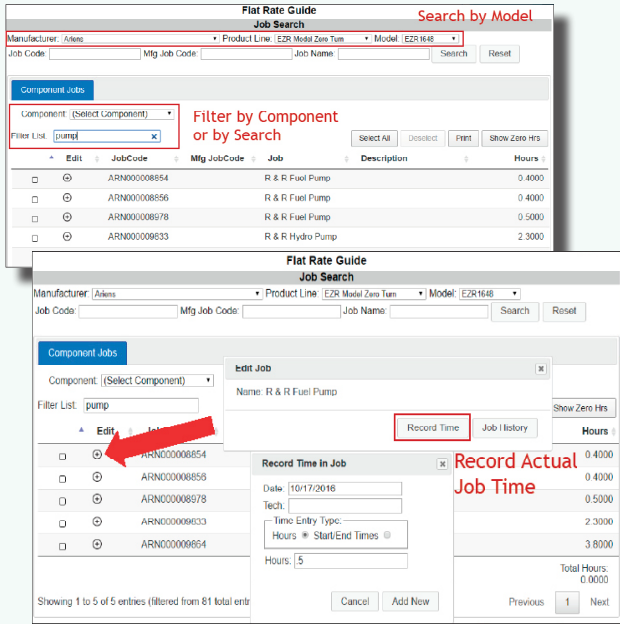 Flat Rate Guide
Job Search
Search by Model
Manufacturer: Ariens Product Line: EZR Model Zero Turn Model: EZR1648
Job Code: Mfg Job Code: Job Name: Search Reset
Component Jobs
Component: (Select Component)
Filter by Component
or by Search
Filter List: pump x Select All Deselect Print Show Zero Hrs
Edit JobCode Mfg JobCode Job Description Hours
ARN000008854 R & R Fuel Pump 0.4000
ARN000008856 R & R Fuel Pump 0.4000
ARN000008978 R & R Fuel Pump 0.5000
ARN000009833 R & R Hydro Pump 2.3000
Flat Rate Guide
Job Search
Manufacturer: Ariens Product Line: EZR Model Zero Turn Model: EZR1648
Job Code: Mfg Job Code: Job Name: Search Reset
Component Jobs
Component: (Select Component)
Filter List: pump
Show Zero Hrs
Edit Hours
ARN000008854 0.4000
ARN000008856 0.4000
ARN000008978 0.5000
ARN000009833 2.3000
ARN000009864 3.8000
Total Hours:
0.0000
Showing 1 to 5 of 5 entries (filtered from 81 total entr
Previous 1 Next
Edit Job x
Name: R & R Fuel Pump
Record Time Job History
Record Actual
Job Time
Record Time in Job x
Date: 10/17/2016
Tech:
Time Entry Type:
Hours Start/End Times
Hours: .5
Cancel Add New